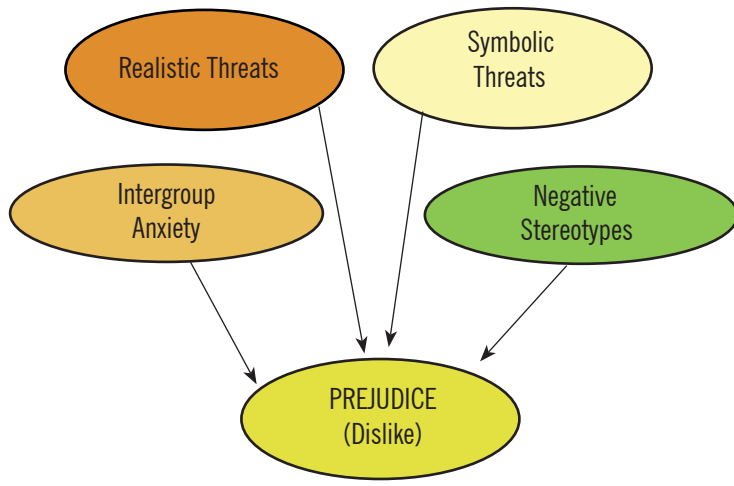 Realistic Threats
Symbolic
Threats
Intergroup
Anxiety
Negative
Stereotypes
PREJUDICE
(Dislike)